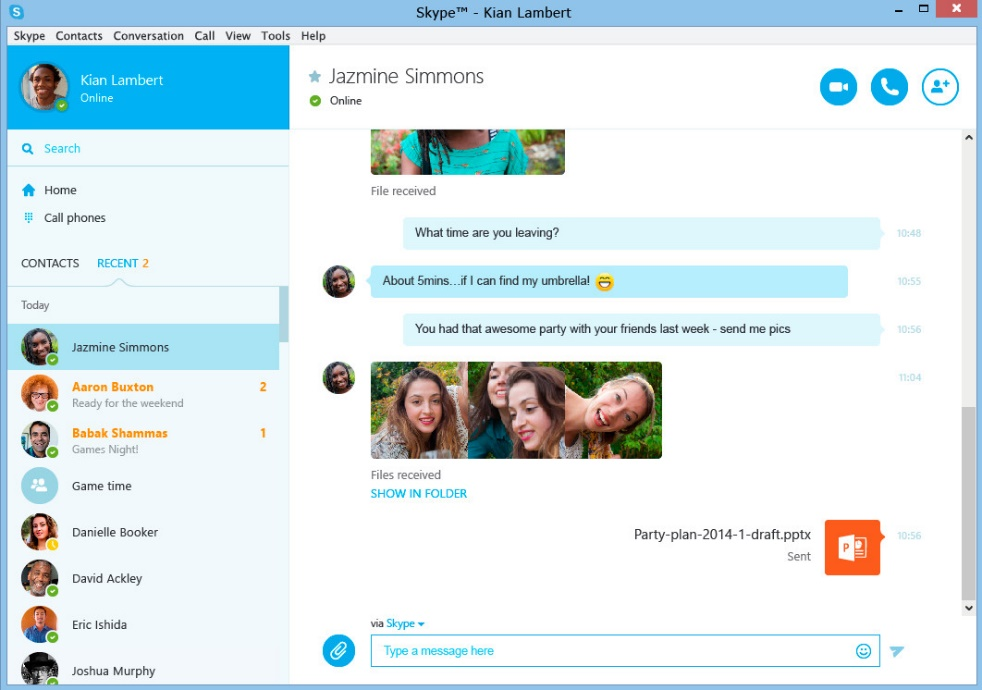 Skype™ - Kian Lambert
Skype Contacts Conversation Call View Tools Help
Kian Lambert
Online
Search
Home
Call phones
CONTACTS RECENT 2
Today
Jazmine Simmons
Aaron Buxton 2
Ready for the weekend
Babak Shammas 1
Games Night!
Game time
Danielle Booker
David Ackley
Eric Ishida
Joshua Murphy
Jazmine Simmons
Online
File received
What time are you leaving? 10:48
About 5mins...if I can find my umbrella! 10:55
You had that awesome party with your friends last week - send me pics 10:56
11:04
Files received
SHOW IN FOLDER
Party-plan-2014-1-draft.pptx 10:56
Sent
P
via Skype
Type a message here